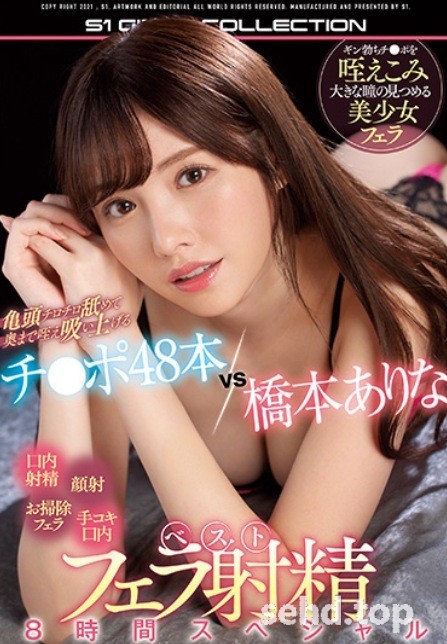 COPY RIGHT 2021 , S1. ARTWORK AND EDITORIAL ALL WORLD RIGHTS RESERVED. MANUFACTURED AND PRESENTED BY S1.
COLLECTION
ギン勃ちチ●ポを
咥えこみ
大きな瞳の見つめる
美少女
フェラ
亀頭チロチロ舐めて
奥まで咥え吸い上げる
チ●ポ48本
vs
橋本ありな
口内
射精
顔射
お掃除
フェラ
手コキ
口内
ベスト
フェラ射精
8時間スペシャル
sehd.top